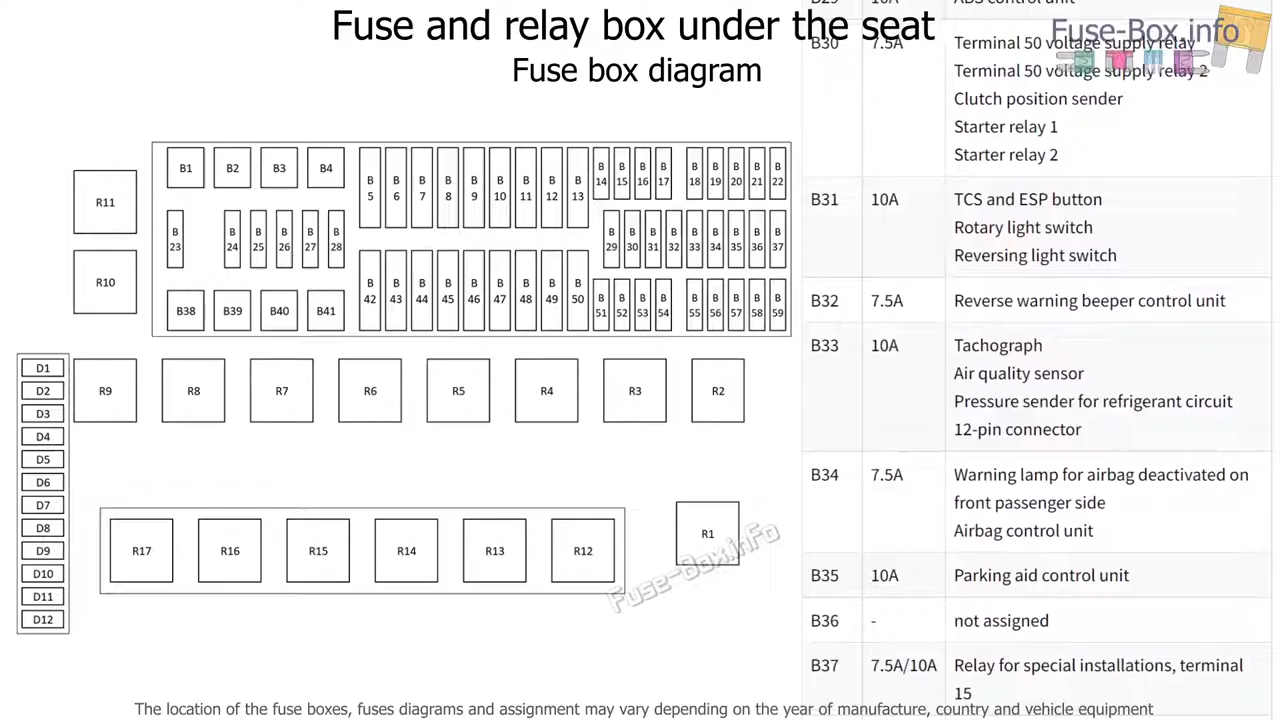 Fuse and relay box under the seat
Fuse box diagram
Fuse-Box.info
B1 B2 B3 B4
B 5 B 6 B 7 B 8 B 9 B 10 B 11 B 12 B 13
B 14 B 15 B 16 B 17 B 18 B 19 B 20 B 21 B 22
R11
B 23 B 24 B 25 B 26 B 27 B 28
B 29 B 30 B 31 B 32 B 33 B 34 B 35 B 36 B 37
R10
B38 B39 B40 B41
B 42 B 43 B 44 B 45 B 46 B 47 B 48 B 49 B 50
B 51 B 52 B 53 B 54 B 55 B 56 B 57 B 58 B 59
D1
D2
D3
D4
D5
D6
D7
D8
D9
D10
D11
D12
R9 R8 R7 R6 R5 R4 R3 R2
R17 R16 R15 R14 R13 R12
R1
Fuse-Box.info
B29 10A ABS control unit
B30 7.5A Terminal 50 voltage supply relay
Terminal 50 voltage supply relay 2
Clutch position sender
Starter relay 1
Starter relay 2
B31 10A TCS and ESP button
Rotary light switch
Reversing light switch
B32 7.5A Reverse warning beeper control unit
B33 10A Tachograph
Air quality sensor
Pressure sender for refrigerant circuit
12-pin connector
B34 7.5A Warning lamp for airbag deactivated on
front passenger side
Airbag control unit
B35 10A Parking aid control unit
B36 - not assigned
B37 7.5A/10A Relay for special installations, terminal
15
The location of the fuse boxes, fuses diagrams and assignment may vary depending on the year of manufacture, country and vehicle equipment